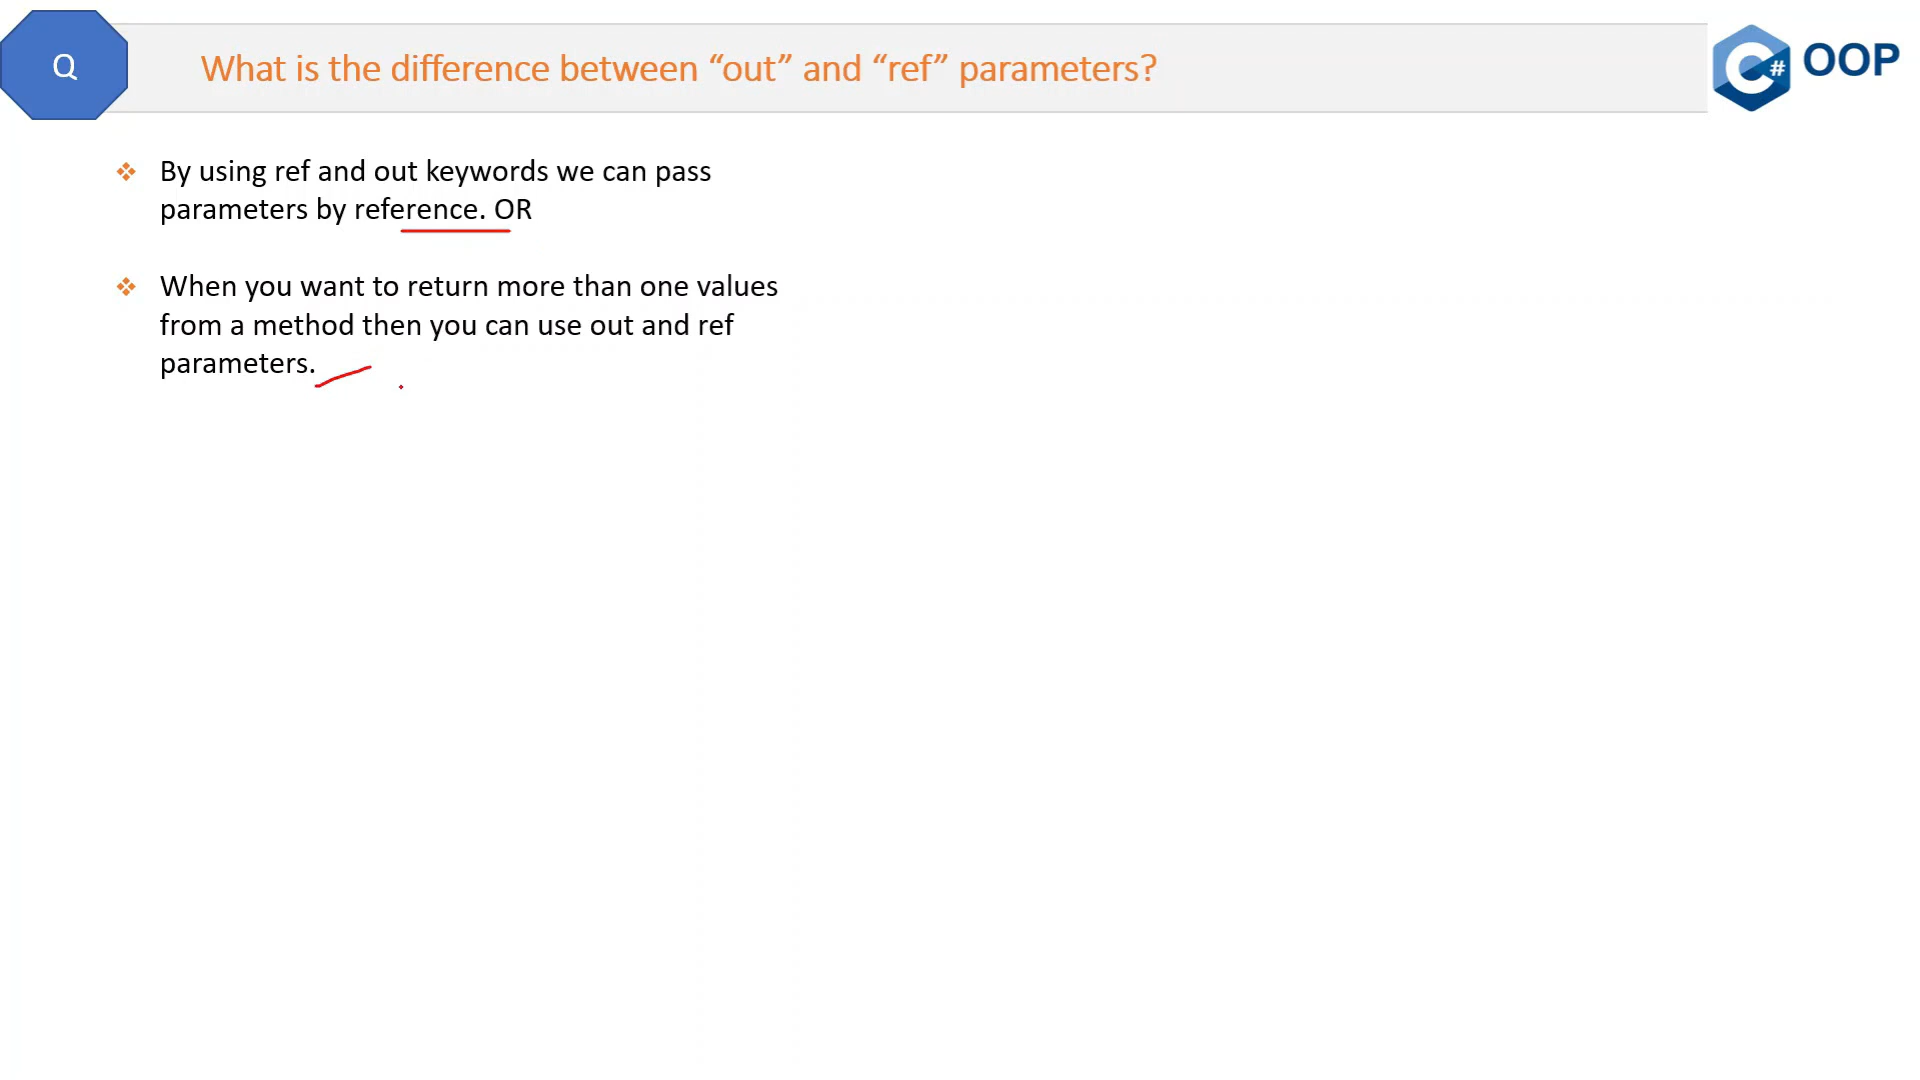 Q
What is the difference between “out” and “ref” parameters?
C#
OOP
By using ref and out keywords we can pass
parameters by reference. OR
When you want to return more than one values
from a method then you can use out and ref
parameters.